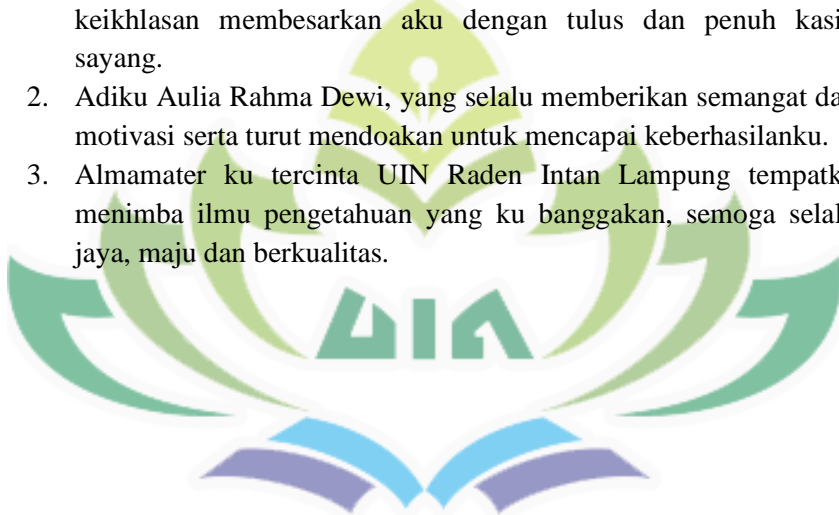 keikhlasan membesarkan aku dengan tulus dan penuh kasi
sayang.
2. Adiku Aulia Rahma Dewi, yang selalu memberikan semangat da
motivasi serta turut mendoakan untuk mencapai keberhasilanku.
3. Almamater ku tercinta UIN Raden Intan Lampung tempatk
menimba ilmu pengetahuan yang ku banggakan, semoga selal
jaya, maju dan berkualitas.
UIN